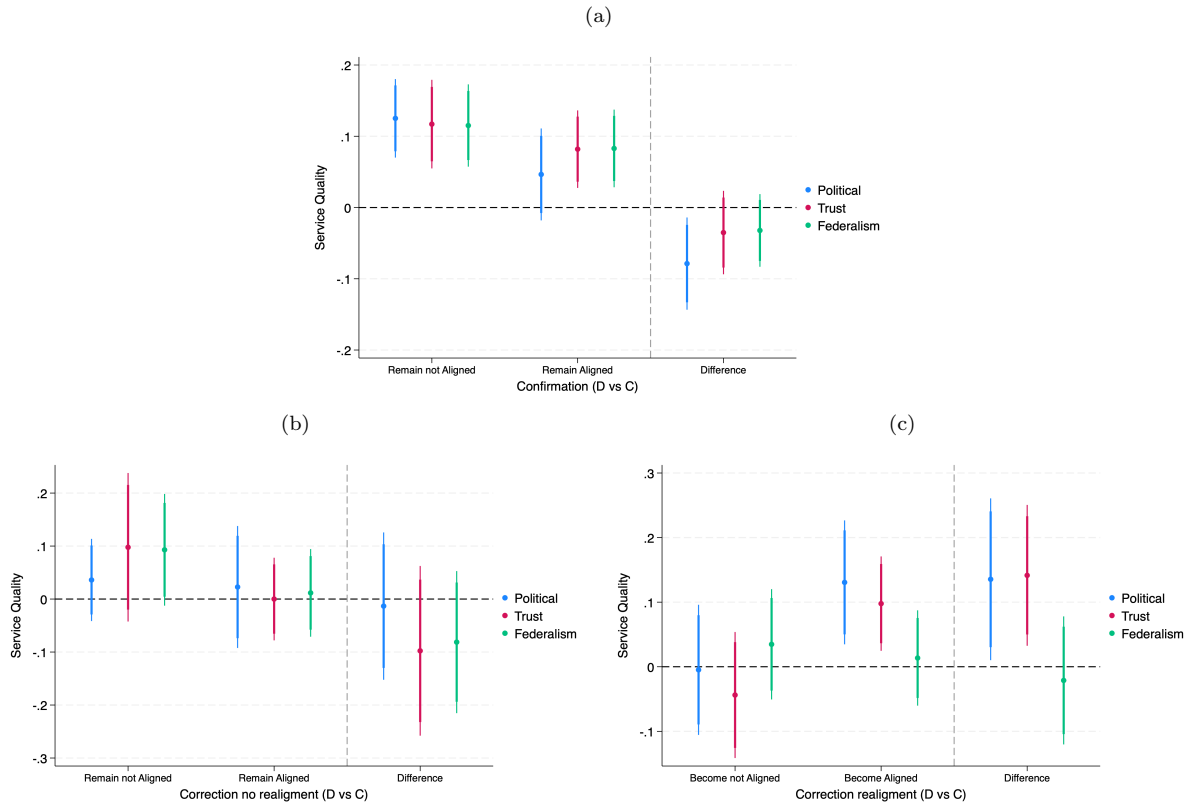 (a)
.2
.1
0
-.1
-.2
Service Quality
Remain not Aligned
Remain Aligned
Difference
Confirmation (D vs C)
Political
Trust
Federalism
(b)
.2
.1
0
-.1
-.2
-.3
Service Quality
Remain not Aligned
Remain Aligned
Difference
Correction no realigment (D vs C)
Political
Trust
Federalism
(c)
.3
.2
.1
0
-.1
Service Quality
Become not Aligned
Become Aligned
Difference
Correction realigment (D vs C)
Political
Trust
Federalism